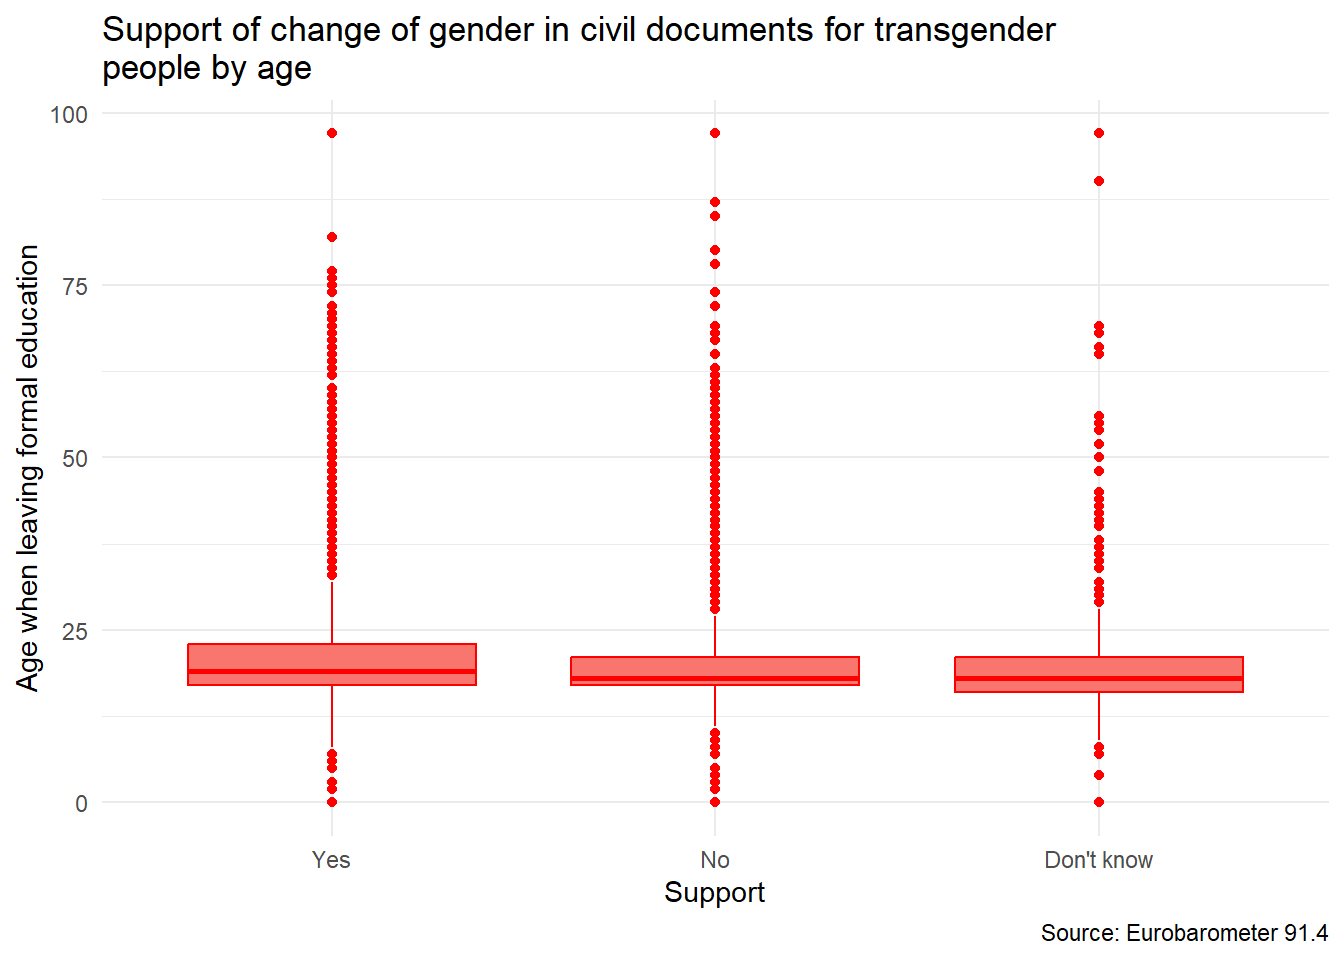 Support of change of gender in civil documents for transgender
people by age
Age when leaving formal education
100
75
50
25
0
Yes
No
Don't know
Support
Source: Eurobarometer 91.4